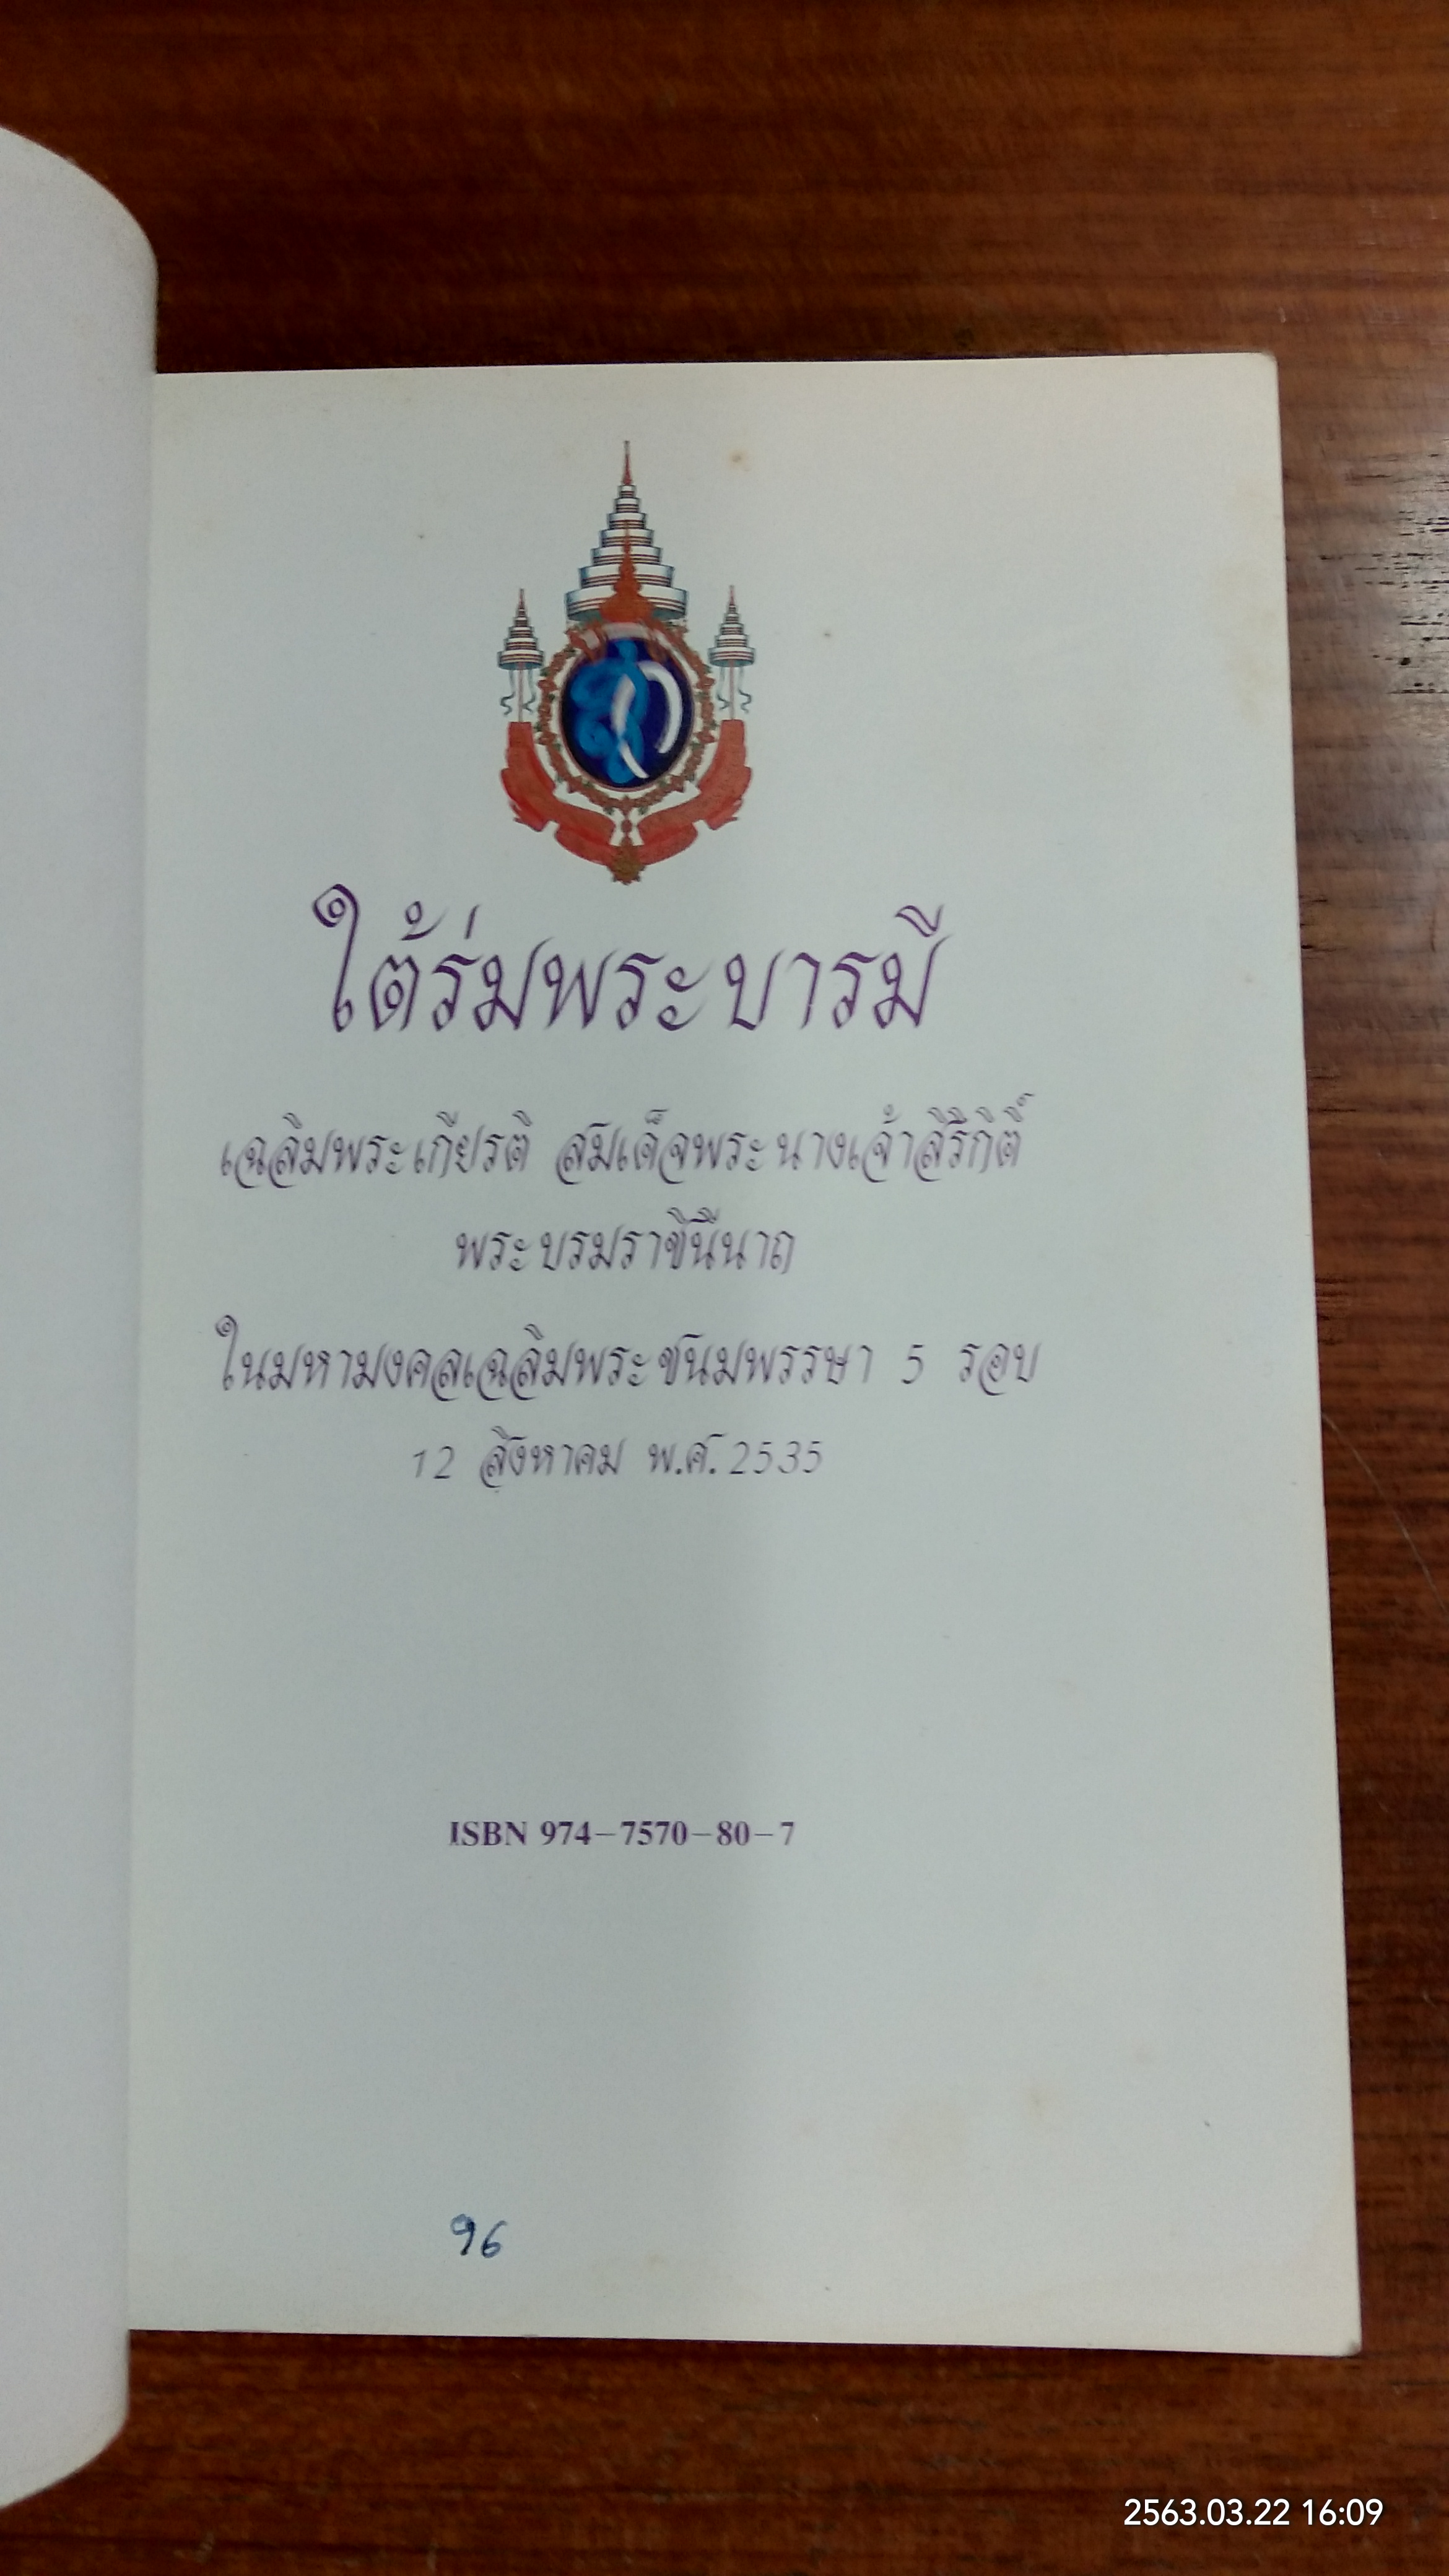 ใต้ร่มพระบารมี
เฉลิมพระเกียรติ สมเด็จพระนางเจ้าสิริกิติ์
พระบรมราชินีนาถ
ในมหามงคลเฉลิมพระชนมพรรษา 5 รอบ
12 สิงหาคม พ.ศ. 2535
ISBN 974-7570-80-7
96
2563.03.22 16:09